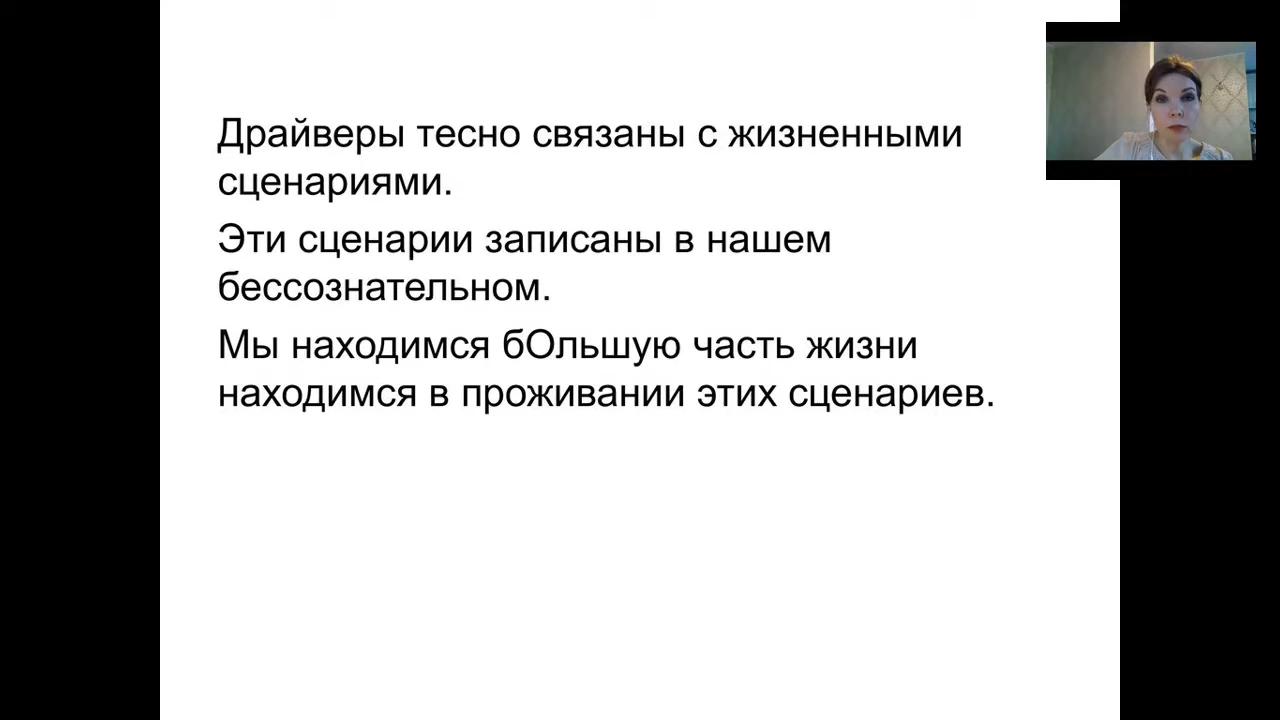 Драйверы тесно связаны с жизненными
сценариями.
Эти сценарии записаны в нашем
бессознательном.
Мы находимся бОльшую часть жизни
находимся в проживании этих сценариев.